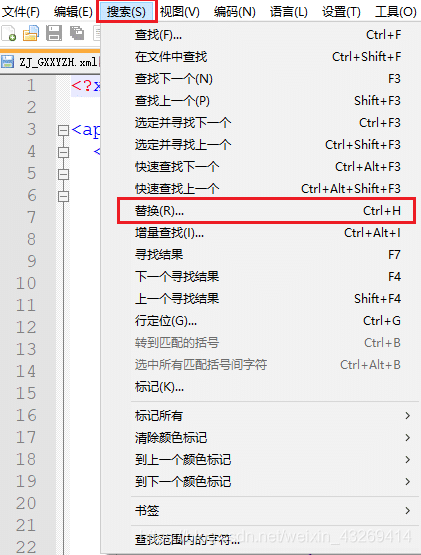 文件(F) 编辑(E) 搜索(S) 视图(V) 编码(N) 语言(L) 设置(T) 工具(O)
查找(F)... Ctrl+F
ZJ_GXXYZH.xml 在文件中查找 Ctrl+Shift+F
1 <?x 查找下一个(N) F3
2 查找上一个(P) Shift+F3
3 <ap 选定并寻找下一个 Ctrl+F3
4 < 选定并寻找上一个 Ctrl+Shift+F3
5 快速查找下一个 Ctrl+Alt+F3
6 快速查找上一个 Ctrl+Alt+Shift+F3
7 替换(R)... Ctrl+H
8 增量查找(I)... Ctrl+Alt+I
9 寻找结果 F7
10 下一个寻找结果 F4
11 上一个寻找结果 Shift+F4
12 行定位(G)... Ctrl+G
13 转到匹配的括号 Ctrl+B
14 选中所有匹配括号间字符 Ctrl+Alt+B
15 标记(K)...
16 标记所有
17 清除颜色标记
18 到上一个颜色标记
19 到下一个颜色标记
20 书签
21
22 查找范围内的字符...
dn.net/weixin_43269414